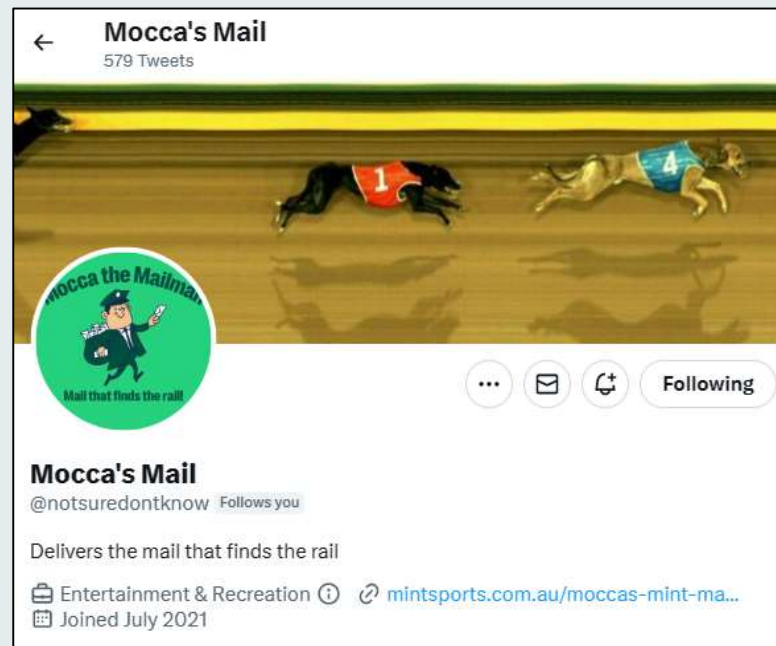 Mocca's Mail
579 Tweets
1
4
Mocca the Mailman
Mail that finds the rail!
Following
Mocca's Mail
@notsuredontknow Follows you
Delivers the mail that finds the rail
Entertainment & Recreation mintsports.com.au/moccas-mint-ma...
Joined July 2021